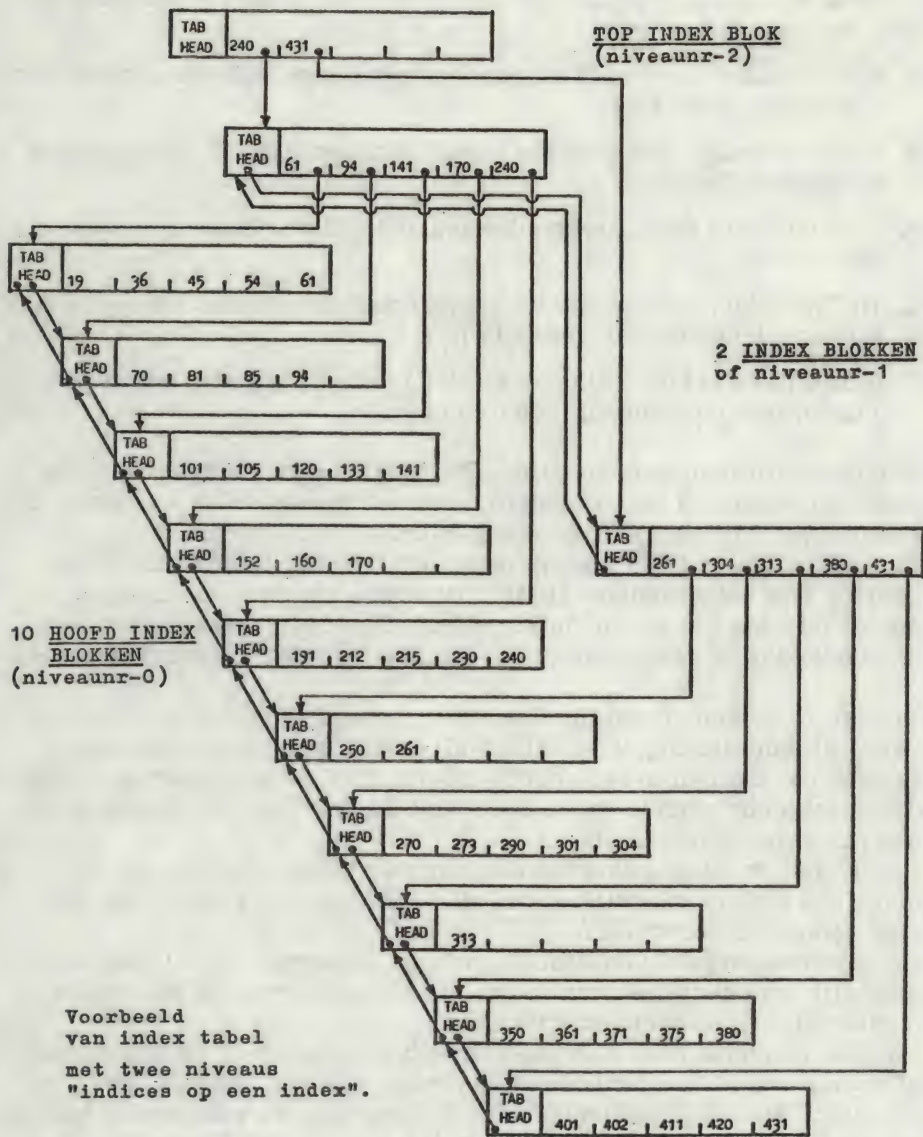 TAB
HEAD 240 431
TOP INDEX BLOK
(niveaunr-2)
TAB
HEAD 61 94 141 170 240
TAB
HEAD 19 36 45 54 61
TAB
HEAD 70 81 85 94
2 INDEX BLOKKEN
of niveaunr-1
TAB
HEAD 101 105 120 133 141
TAB
HEAD 152 160 170
TAB
HEAD 261 304 313 380 431
10 HOOFD INDEX
BLOKKEN
(niveaunr-0)
TAB
HEAD 191 212 215 230 240
TAB
HEAD 250 261
TAB
HEAD 270 273 290 301 304
TAB
HEAD 313
TAB
HEAD 350 361 371 375 380
Voorbeeld
van index tabel
met twee niveaus
"indices op een index".
TAB
HEAD 401 402 411 420 431